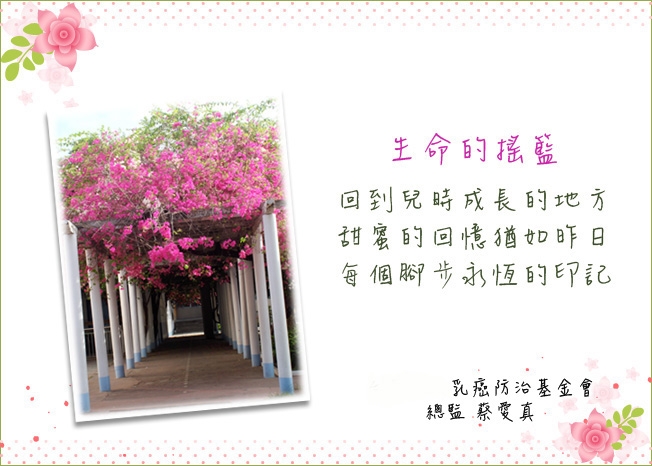 生命的搖籃
回到兒時成長的地方
甜蜜的回憶猶如昨日
每個腳步永恆的印記
乳癌防治基金會
總監 蔡愛真